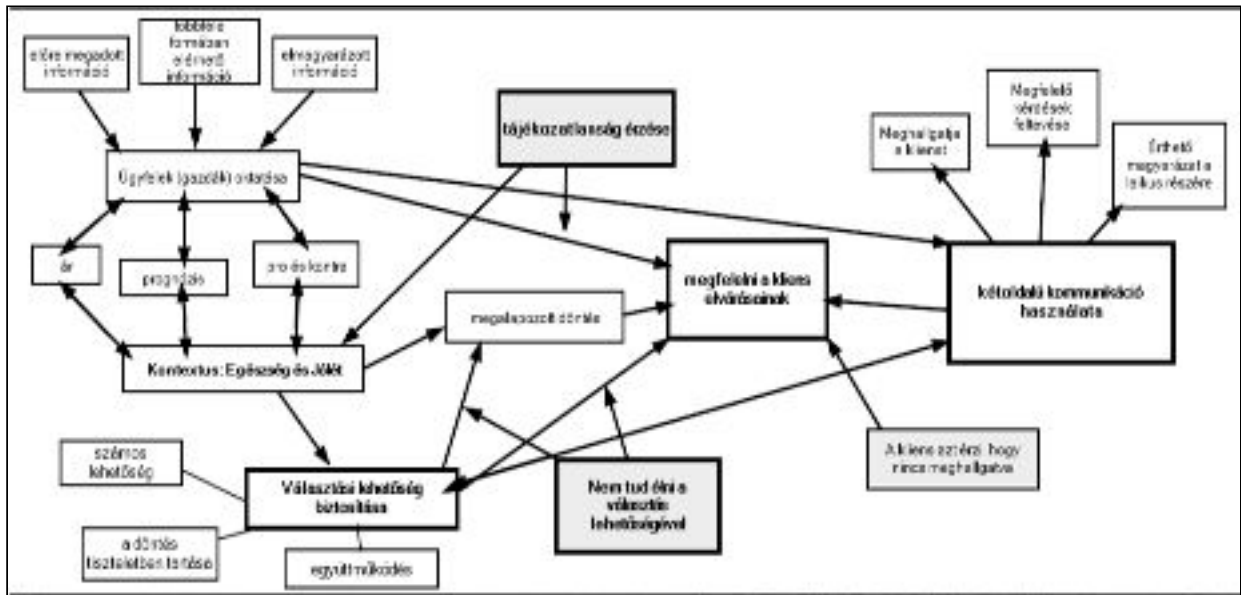 előre megadott
információ
többféle
formában
elérhető
információ
elmagyarázott
információ
tájékozatlanság érzése
Meghallgatja
a klienst
Megfelelő
kérdések
feltevése
Érthető
magyarázat a
laikus részére
Ügyfelek (gazdák) oktatása
ár
prognózis
pro és kontra
megfelelni a kliens
elvárásainak
kétoldalú kommunikáció
használata
megalapozott döntés
Kontextus: Egészség és Jólét
számos
lehetőség
Választási lehetőség
biztosítása
Nem tud élni a
választás
lehetőségével
A kliens azt érzi, hogy
nincs meghallgatva
a döntés
tiszteletben tartása
együttműködés